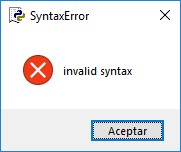 SyntaxError
invalid syntax
Aceptar